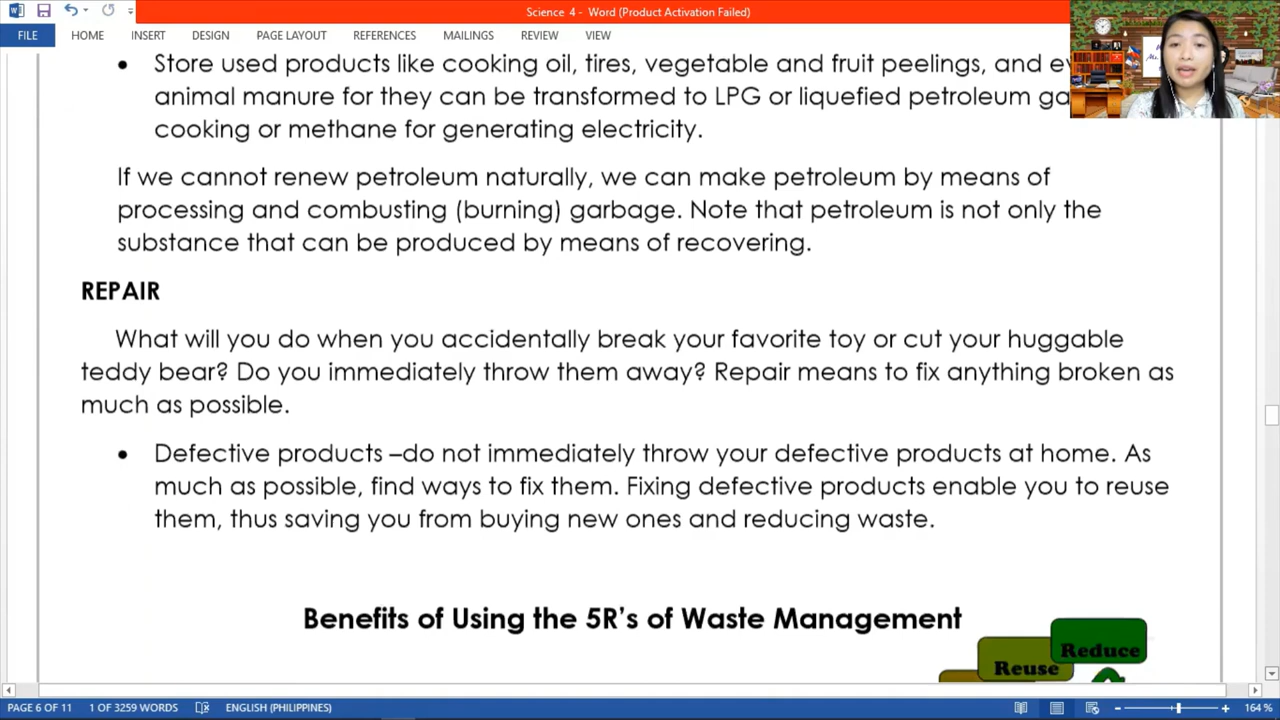 Science 4 - Word (Product Activation Failed)
FILE HOME INSERT DESIGN PAGE LAYOUT REFERENCES MAILINGS REVIEW VIEW
• Store used products like cooking oil, tires, vegetable and fruit peelings, and
animal manure for they can be transformed to LPG or liquefied petroleum
cooking or methane for generating electricity.
If we cannot renew petroleum naturally, we can make petroleum by means of
processing and combusting (burning) garbage. Note that petroleum is not only the
substance that can be produced by means of recovering.
REPAIR
What will you do when you accidentally break your favorite toy or cut your huggable
teddy bear? Do you immediately throw them away? Repair means to fix anything broken as
much as possible.
• Defective products –do not immediately throw your defective products at home. As
much as possible, find ways to fix them. Fixing defective products enable you to reuse
them, thus saving you from buying new ones and reducing waste.
Benefits of Using the 5R's of Waste Management
Reduce
Reuse
PAGE 6 OF 11 1 OF 3259 WORDS ENGLISH (PHILIPPINES) 164 %